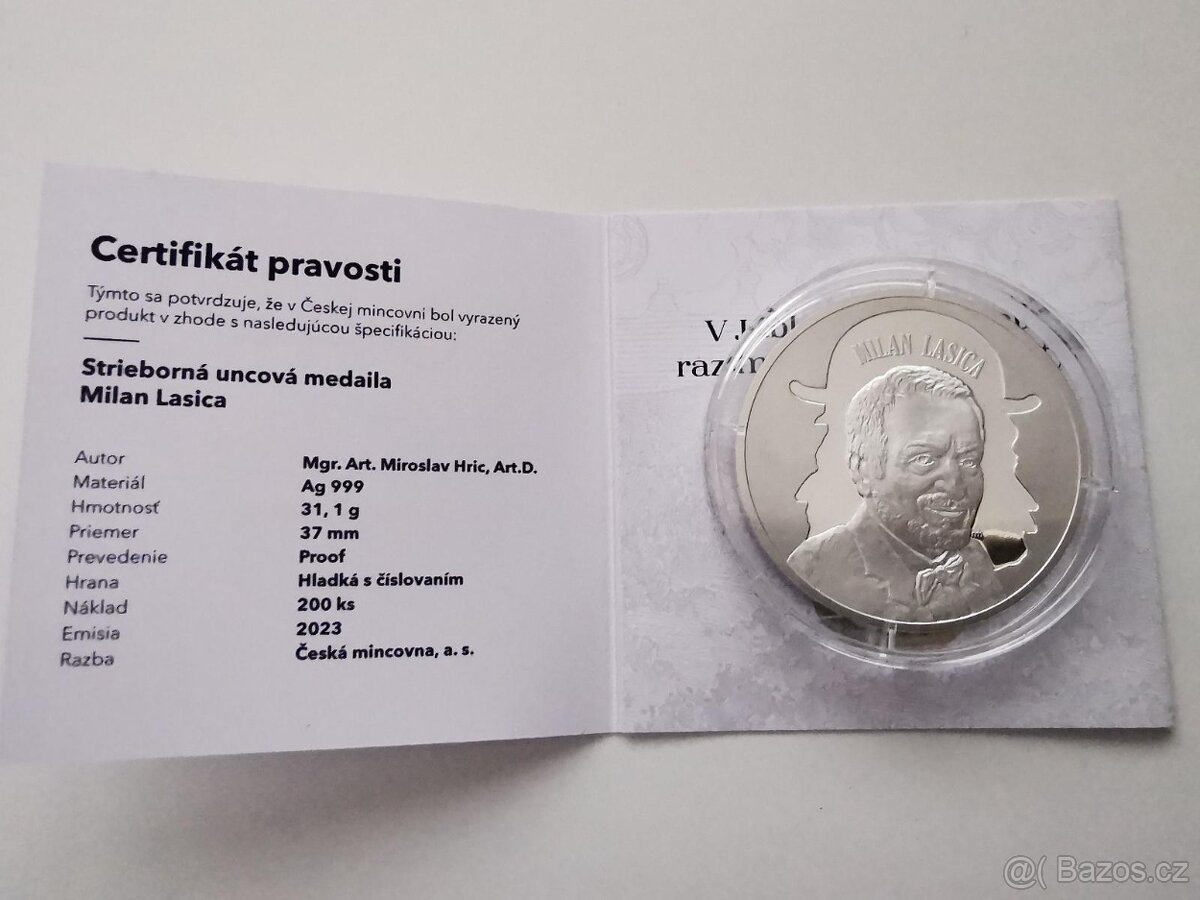 Certifikát pravosti
Týmto sa potvrdzuje, že v Českej mincovni bol vyrazený
produkt v zhode s nasledujúcou špecifikáciou:
Strieborná uncová medaila
Milan Lasica
Autor Mgr. Art. Miroslav Hric, Art.D.
Materiál Ag 999
Hmotnosť 31, 1 g
Priemer 37 mm
Prevedenie Proof
Hrana Hladká s číslovaním
Náklad 200 ks
Emisia 2023
Razba Česká mincovna, a. s.
V
MILAN LASICA
@( Bazos.cz